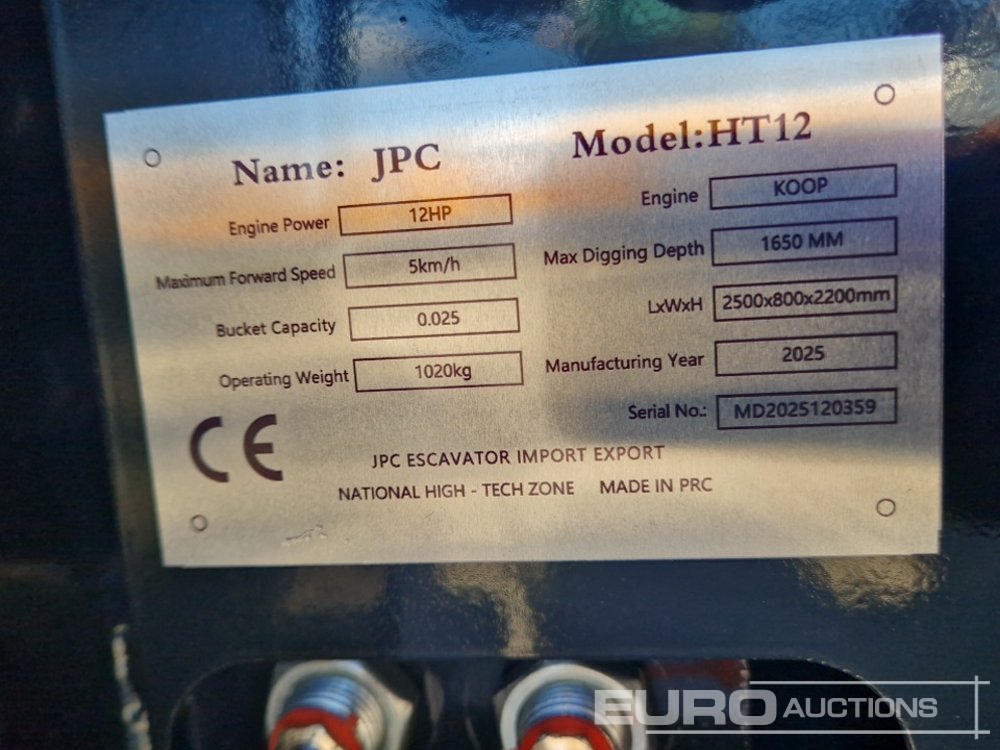 Name: JPC Model:HT12
Engine Power 12HP Engine KOOP
Maximum Forward Speed 5km/h Max Digging Depth 1650 MM
Bucket Capacity 0.025 LxWxH 2500x800x2200mm
Operating Weight 1020kg Manufacturing Year 2025
Serial No.: MD2025120359
CE
JPC ESCAVATOR IMPORT EXPORT
NATIONAL HIGH - TECH ZONE MADE IN PRC
EURO AUCTIONS